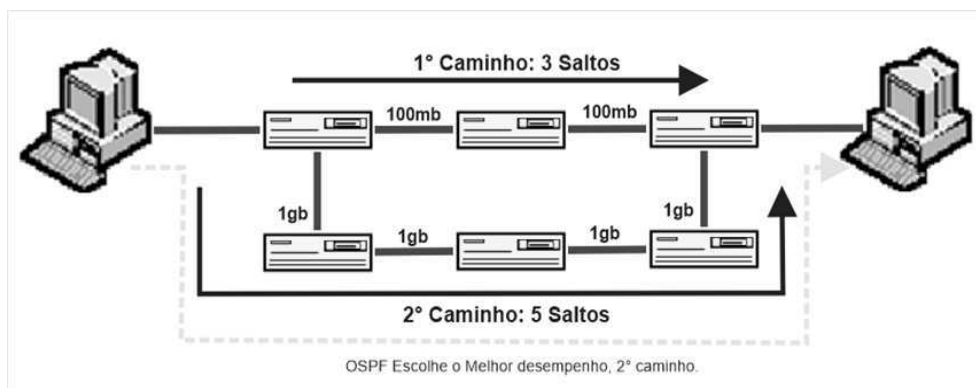 1° Caminho: 3 Saltos
100mb
100mb
1gb
1gb
1gb
1gb
2° Caminho: 5 Saltos
OSPF Escolhe o Melhor desempenho, 2° caminho.